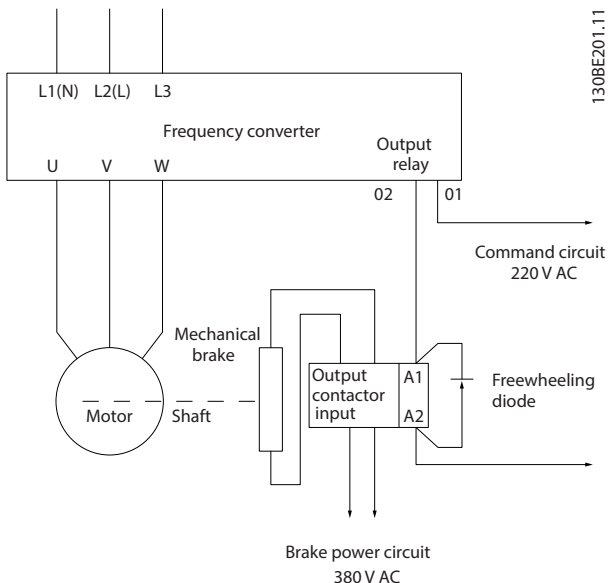 130BE201.11
L1(N) L2(L) L3
Frequency converter
Output
relay
U V W
02 01
Command circuit
220 V AC
Mechanical
brake
Output
contactor
input
A1
A2
Freewheeling
diode
Motor
Shaft
Brake power circuit
380 V AC